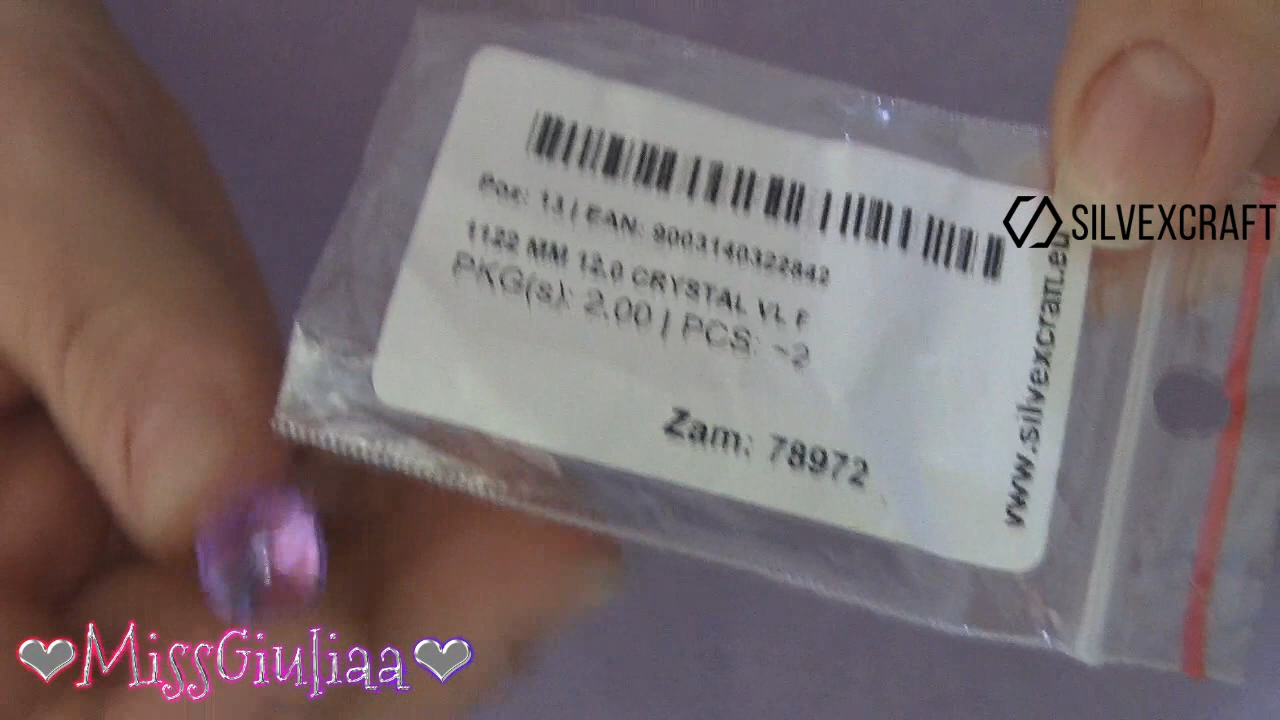 Pos: 13 | EAN: 9003140322842
1122 MM 12.0 CRYSTAL VL F
PKG(s): 2.00 | PCS: ~2
Zam: 78972
www.silvexcraft.eu
SILVEXCRAFT
MissGiuliaa